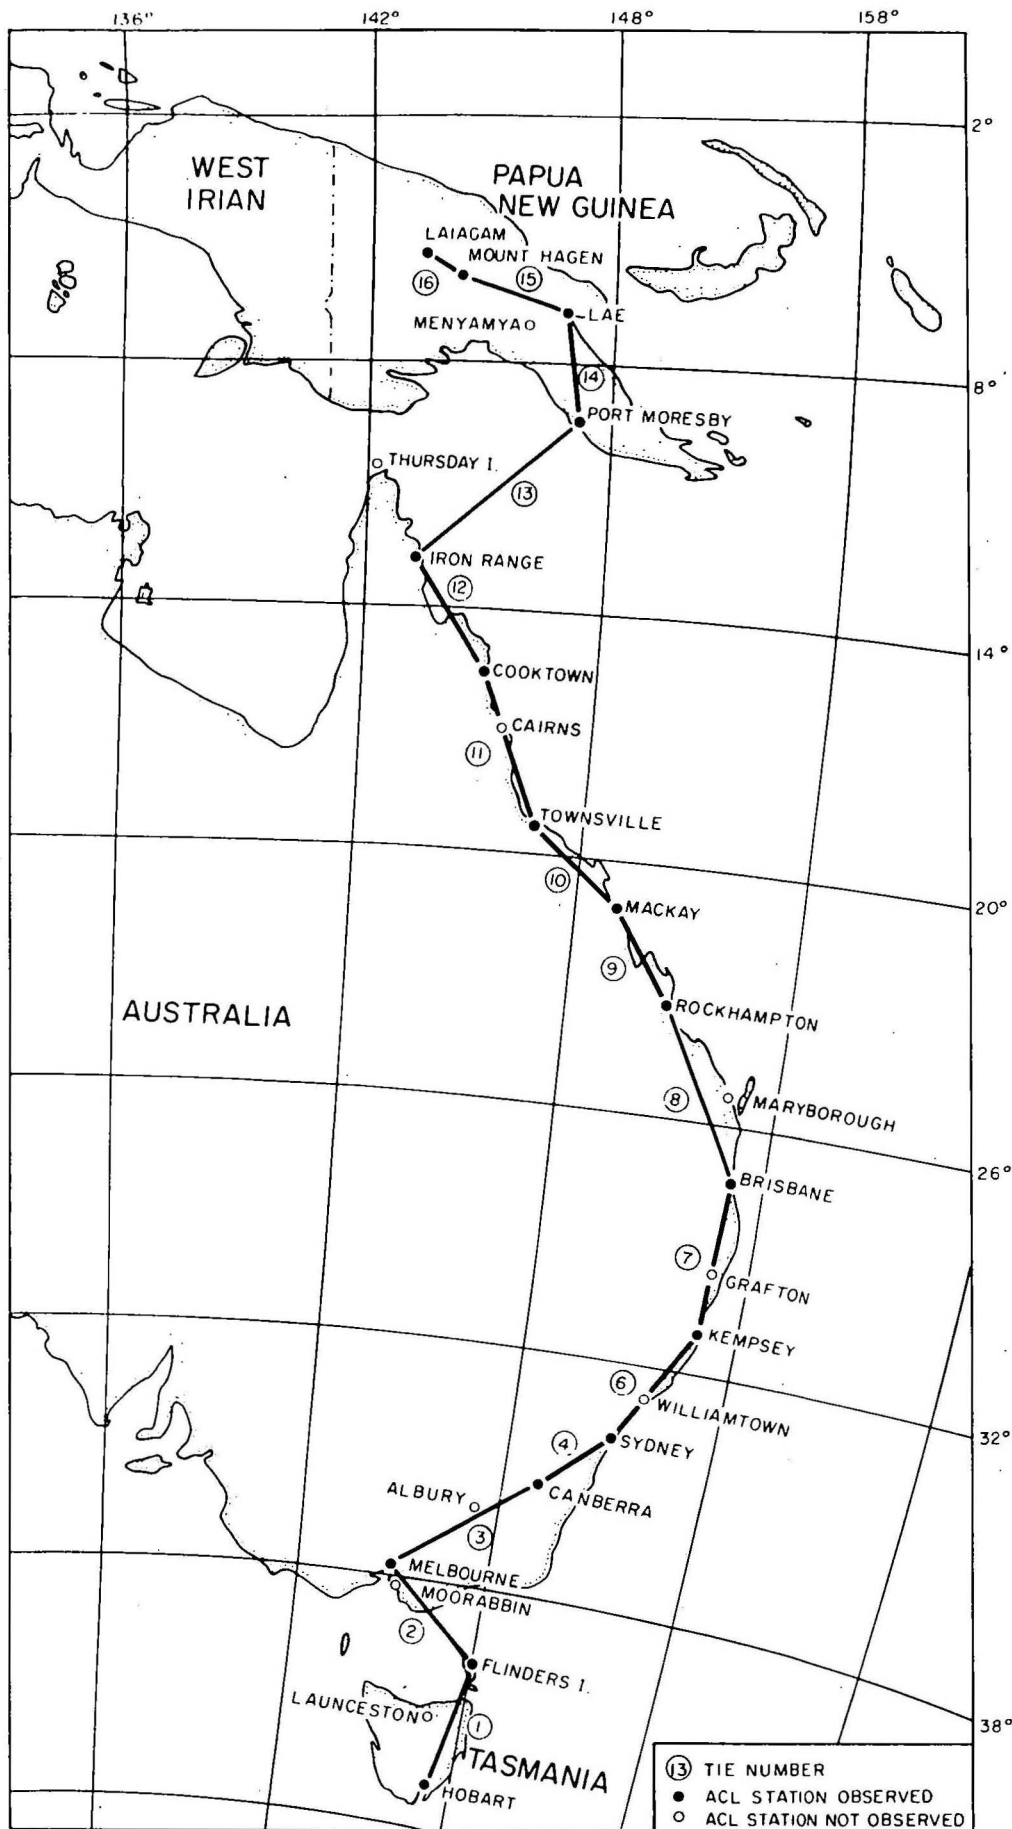 136° 142° 148° 158°
2°
WEST
IRIAN
PAPUA
NEW GUINEA
LAIAGAM
MOUNT HAGEN
16
15
LAE
MENYAMYA
14
8°
PORT MORESBY
THURSDAY I.
13
IRON RANGE
12
14°
COOKTOWN
CAIRNS
11
TOWNSVILLE
10
MACKAY
20°
9
ROCKHAMPTON
AUSTRALIA
8
MARYBOROUGH
26°
BRISBANE
7
GRAFTON
KEMPSEY
6
WILLIAMTOWN
32°
4
SYDNEY
ALBURY
CANBERRA
3
MELBOURNE
MOORABBIN
2
FLINDERS I.
LAUNCESTON
1
38°
TASMANIA
HOBART
13 TIE NUMBER
ACL STATION OBSERVED
ACL STATION NOT OBSERVED